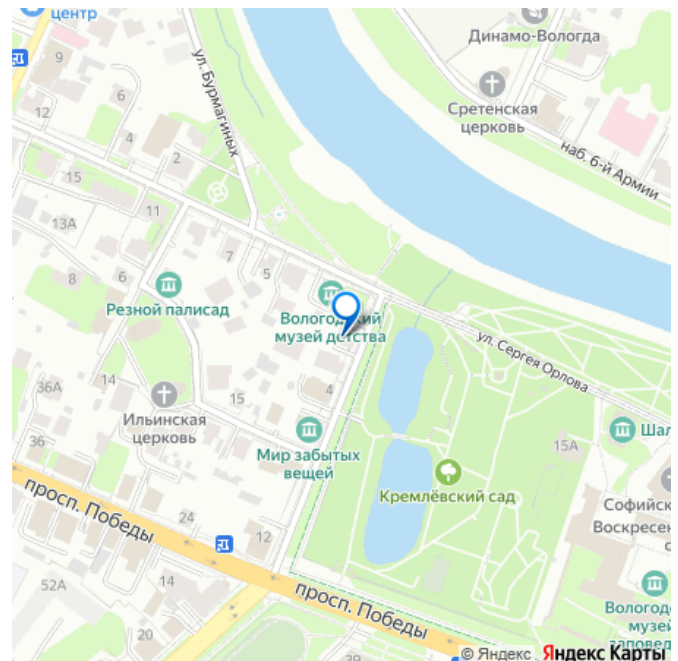 центр
Динамо-Вологда
9
ул. Бурмагиных
Сретенская
церковь
6
12
4
наб. 6-й Армии
2
15
11
13А
7
5
8
6
Резной палисад
Вологодский
музей детства
ул. Сергея Орлова
36А
14
15
4
Ильинская
церковь
Мир забытых
вещей
15А
Шал
36
Кремлёвский сад
Софийск
Воскресен
с
просп. Победы
24
12
52А
14
просп. Победы
Вологод
музе
заповед
20
39
© Яндекс Яндекс Карты